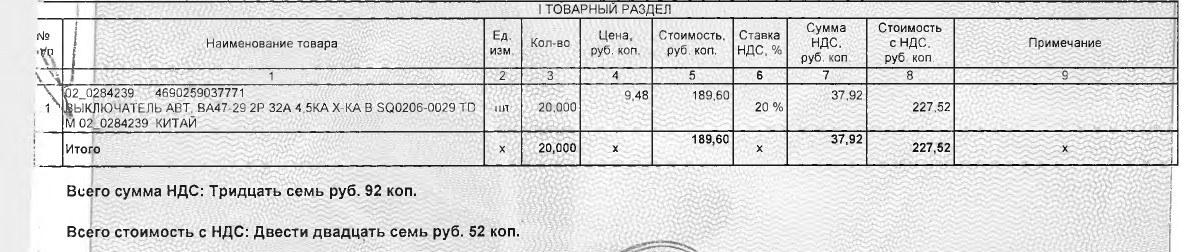 I ТОВАРНЫЙ РАЗДЕЛ
№ п/п Наименование товара Ед. изм. Кол-во Цена, руб. коп. Стоимость, руб. коп. Ставка НДС, % Сумма НДС, руб. коп. Стоимость с НДС, руб. коп. Примечание
1 2 3 4 5 6 7 8 9
02_0284239 4690259037771 9,48 189,60 37,92
1 ВЫКЛЮЧАТЕЛЬ АВТ. ВА47-29 2Р 32А 4,5КА Х-КА В SQ0206-0029 TD шт 20,000 20 % 227,52
M 02_0284239 КИТАЙ
Итого х 20,000 х 189,60 х 37,92 227,52 х
Всего сумма НДС: Тридцать семь руб. 92 коп.
Всего стоимость с НДС: Двести двадцать семь руб. 52 коп.